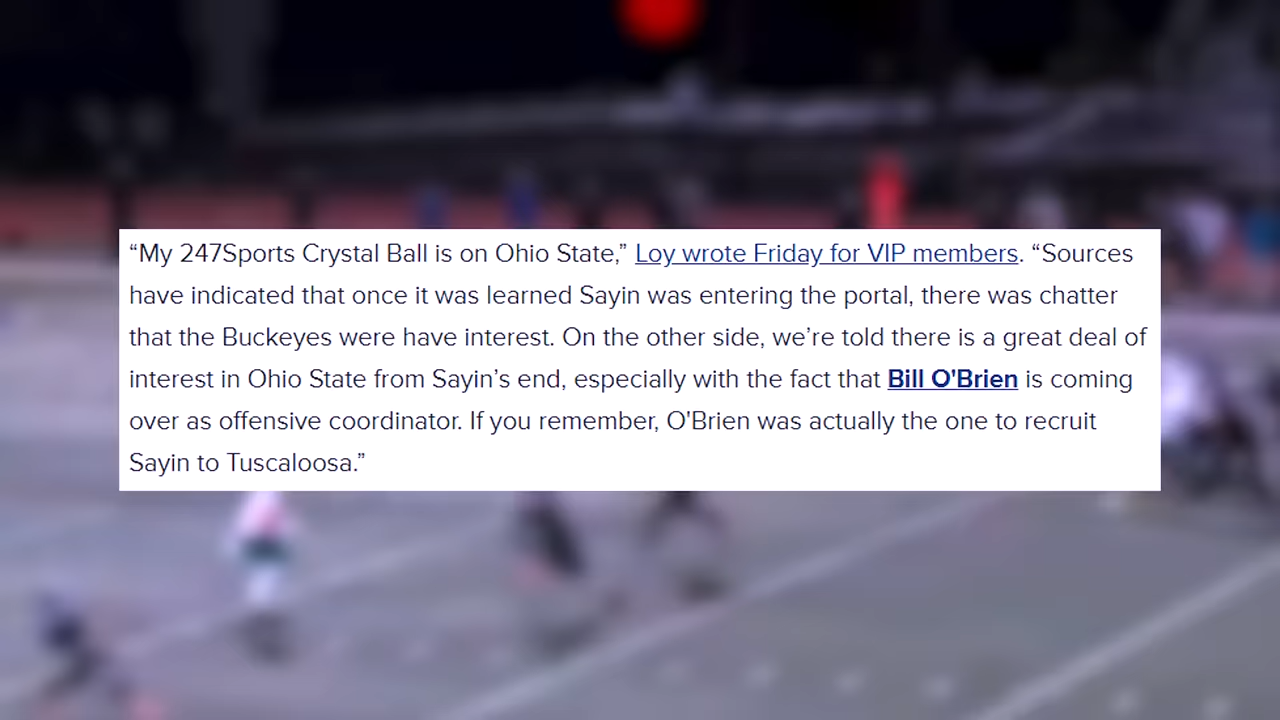 “My 247Sports Crystal Ball is on Ohio State,” Loy wrote Friday for VIP members. “Sources
have indicated that once it was learned Sayin was entering the portal, there was chatter
that the Buckeyes were have interest. On the other side, we’re told there is a great deal of
interest in Ohio State from Sayin’s end, especially with the fact that Bill O'Brien is coming
over as offensive coordinator. If you remember, O'Brien was actually the one to recruit
Sayin to Tuscaloosa.”